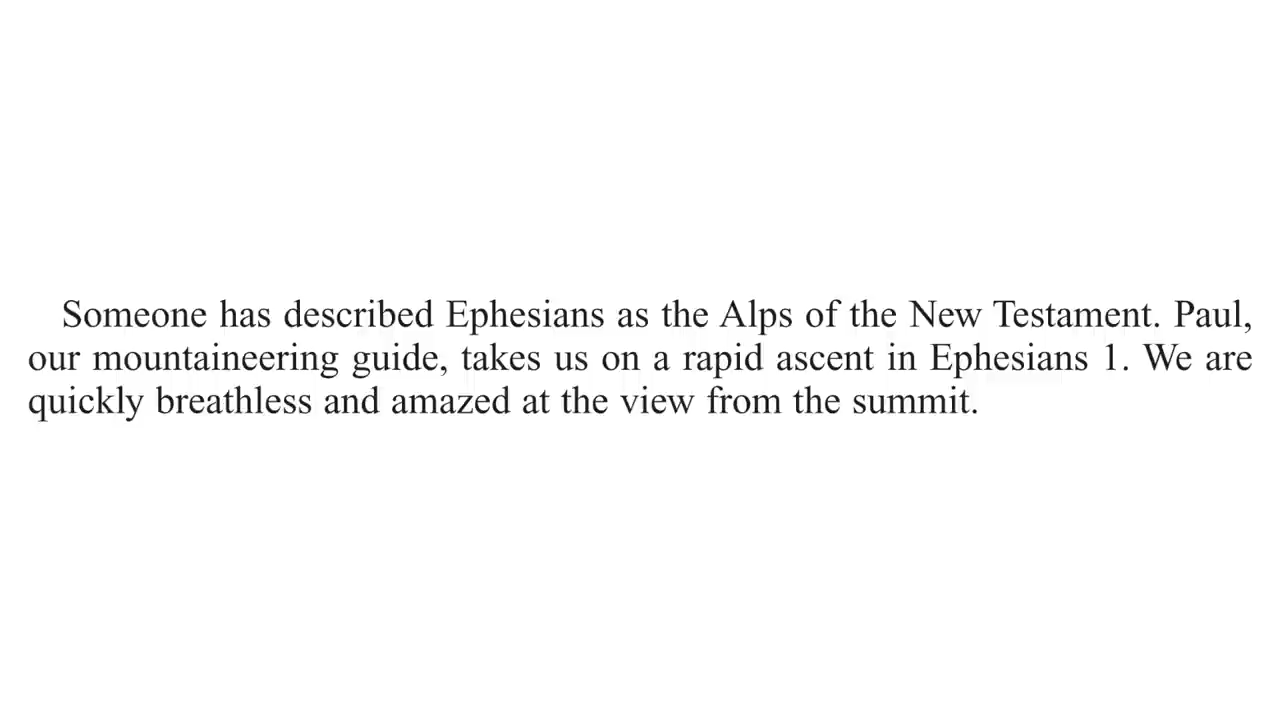 Someone has described Ephesians as the Alps of the New Testament. Paul,
our mountaineering guide, takes us on a rapid ascent in Ephesians 1. We are
quickly breathless and amazed at the view from the summit.